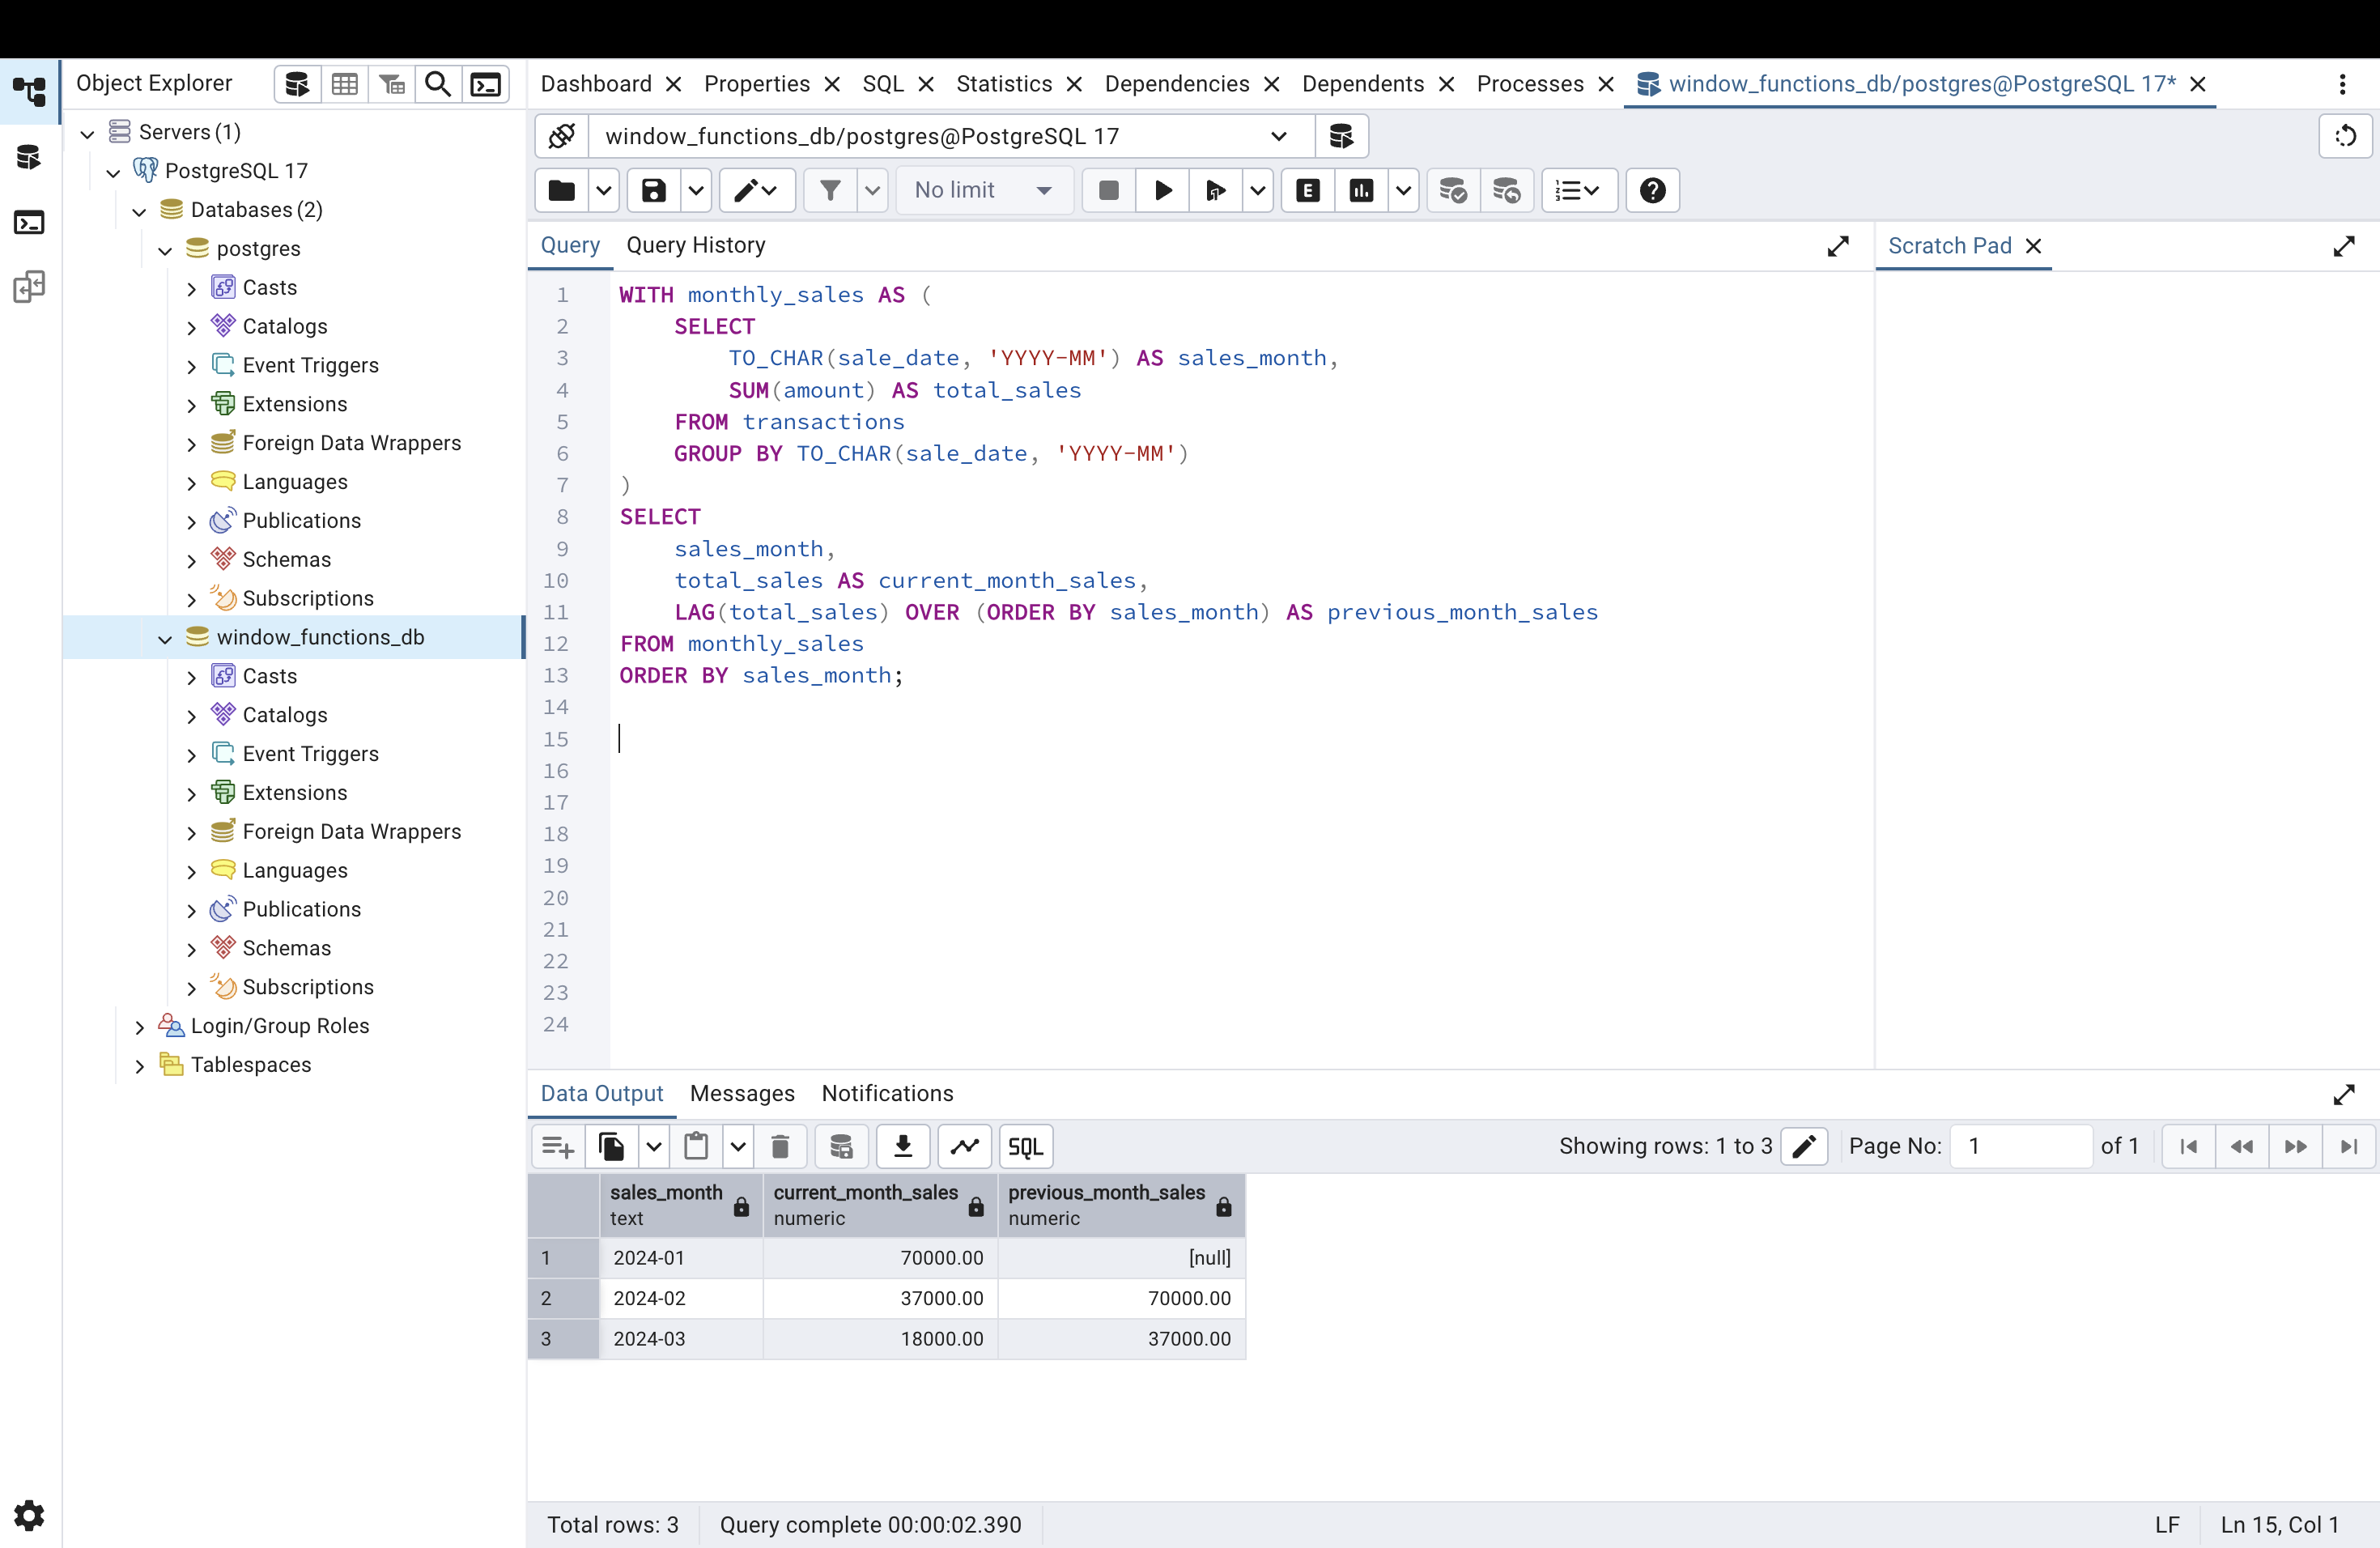 Object Explorer
Servers (1)
PostgreSQL 17
Databases (2)
postgres
Casts
Catalogs
Event Triggers
Extensions
Foreign Data Wrappers
Languages
Publications
Schemas
Subscriptions
window_functions_db
Casts
Catalogs
Event Triggers
Extensions
Foreign Data Wrappers
Languages
Publications
Schemas
Subscriptions
Login/Group Roles
Tablespaces
Dashboard Properties SQL Statistics Dependencies Dependents Processes window_functions_db/postgres@PostgreSQL 17*
window_functions_db/postgres@PostgreSQL 17
No limit E
Query Query History
1 WITH monthly_sales AS (
2 SELECT
3 TO_CHAR(sale_date, 'YYYY-MM') AS sales_month,
4 SUM(amount) AS total_sales
5 FROM transactions
6 GROUP BY TO_CHAR(sale_date, 'YYYY-MM')
7 )
8 SELECT
9 sales_month,
10 total_sales AS current_month_sales,
11 LAG(total_sales) OVER (ORDER BY sales_month) AS previous_month_sales
12 FROM monthly_sales
13 ORDER BY sales_month;
14
15
16
17
18
19
20
21
22
23
24
Scratch Pad
Data Output Messages Notifications
SQL Showing rows: 1 to 3 Page No: 1 of 1
sales_month current_month_sales previous_month_sales
text numeric numeric
1 2024-01 70000.00 [null]
2 2024-02 37000.00 70000.00
3 2024-03 18000.00 37000.00
Total rows: 3 Query complete 00:00:02.390 LF Ln 15, Col 1